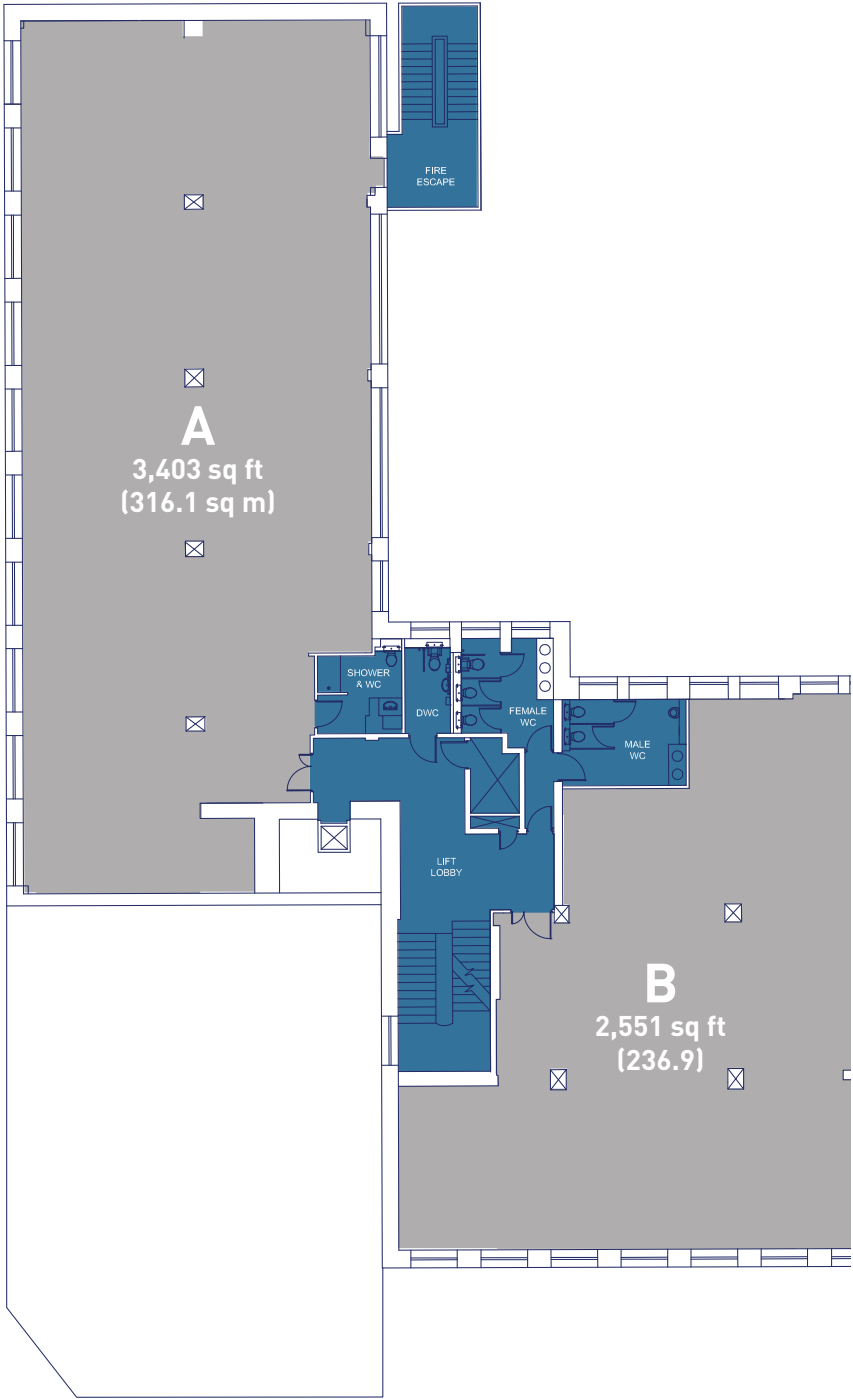 FIRE
ESCAPE
A
3,403 sq ft
(316.1 sq m)
SHOWER
& WC
DWC
FEMALE
WC
MALE
WC
LIFT
LOBBY
B
2,551 sq ft
(236.9)